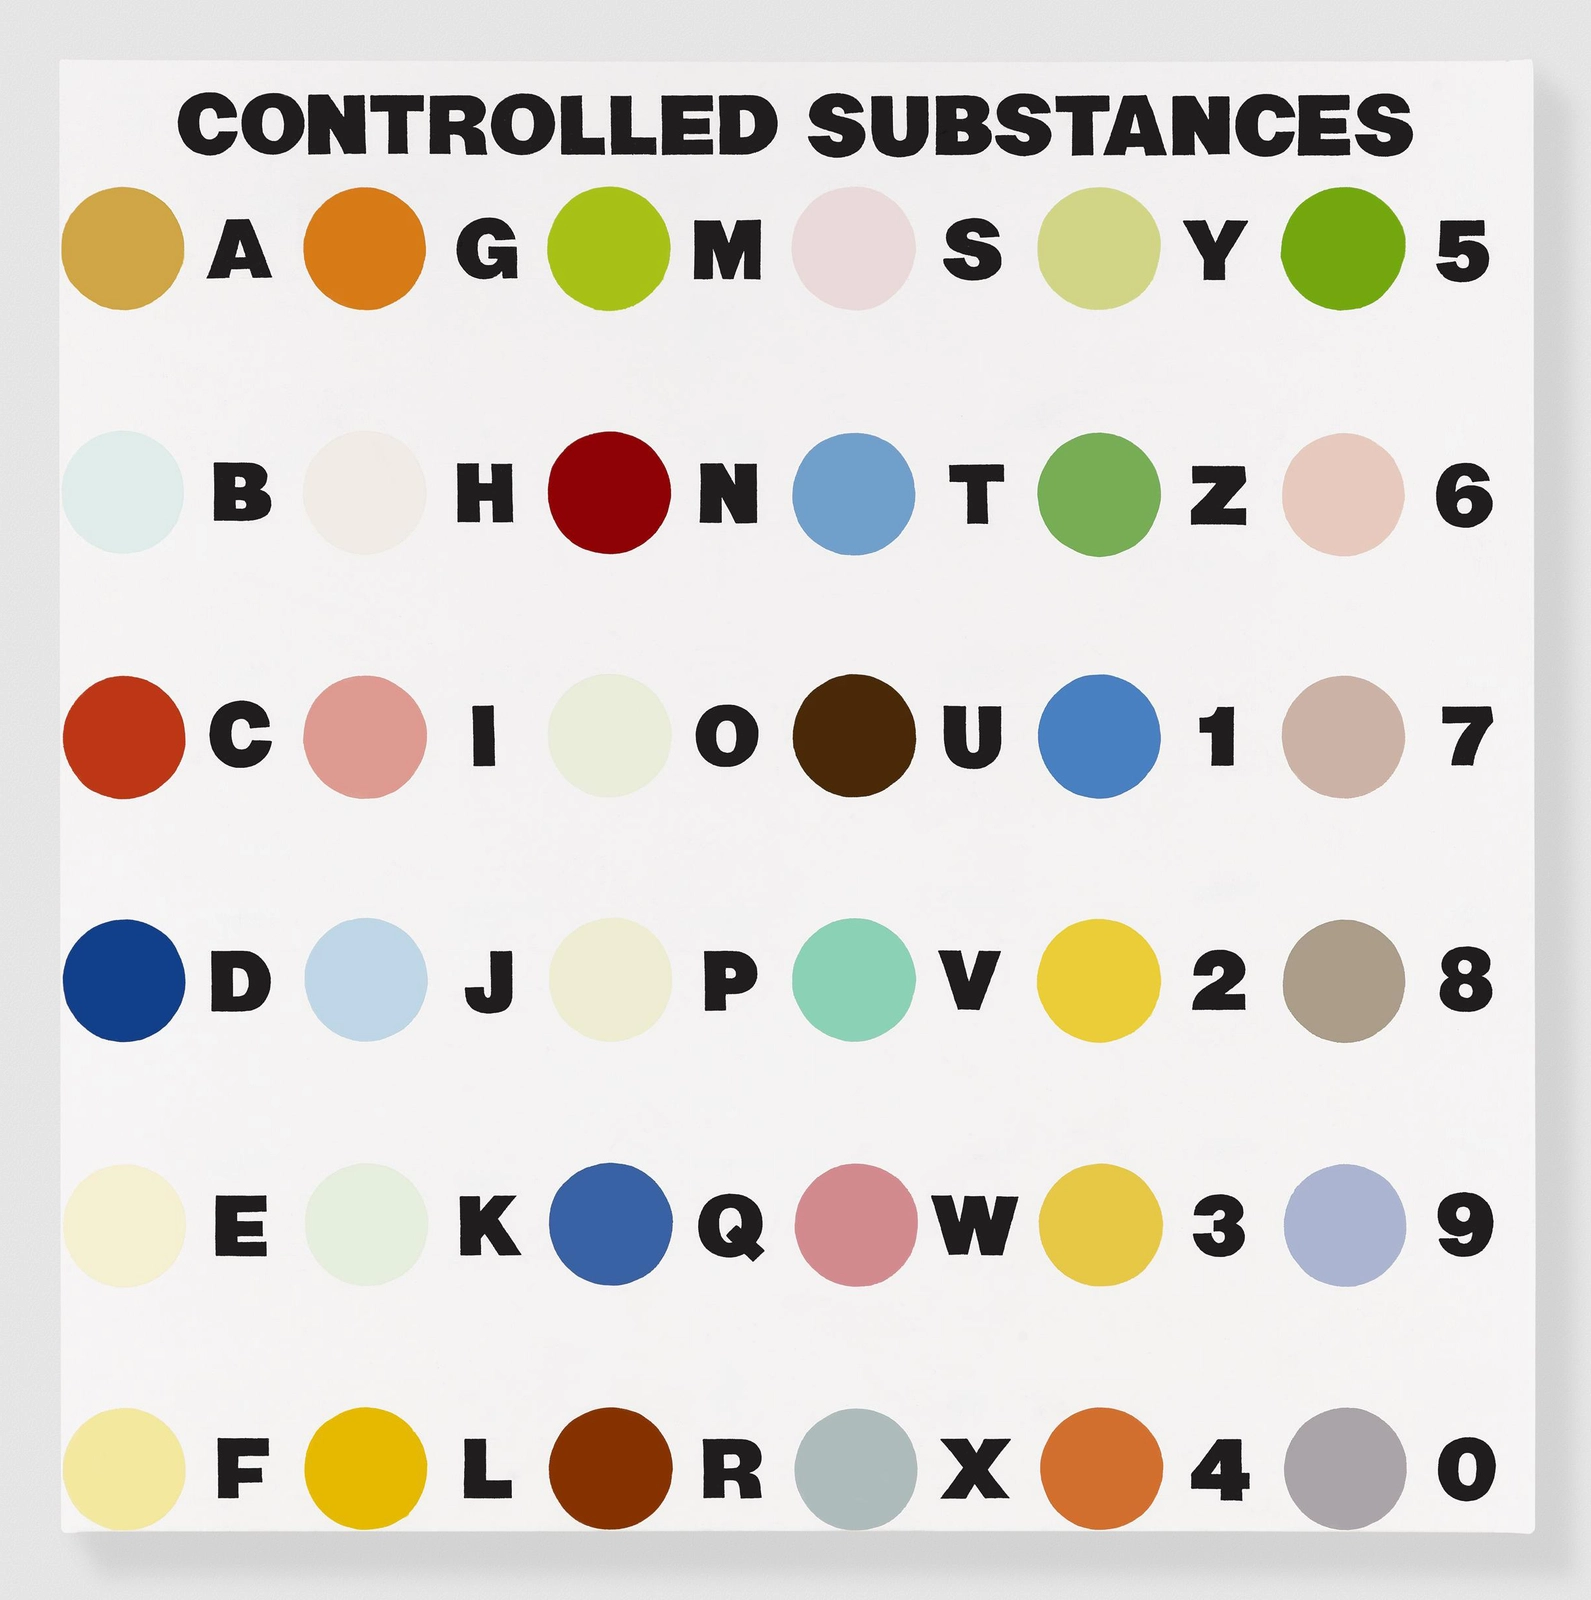 CONTROLLED SUBSTANCES
A G M S Y 5
B H N T Z 6
C I O U 1 7
D J P V 2 8
E K Q W 3 9
F L R X 4 0